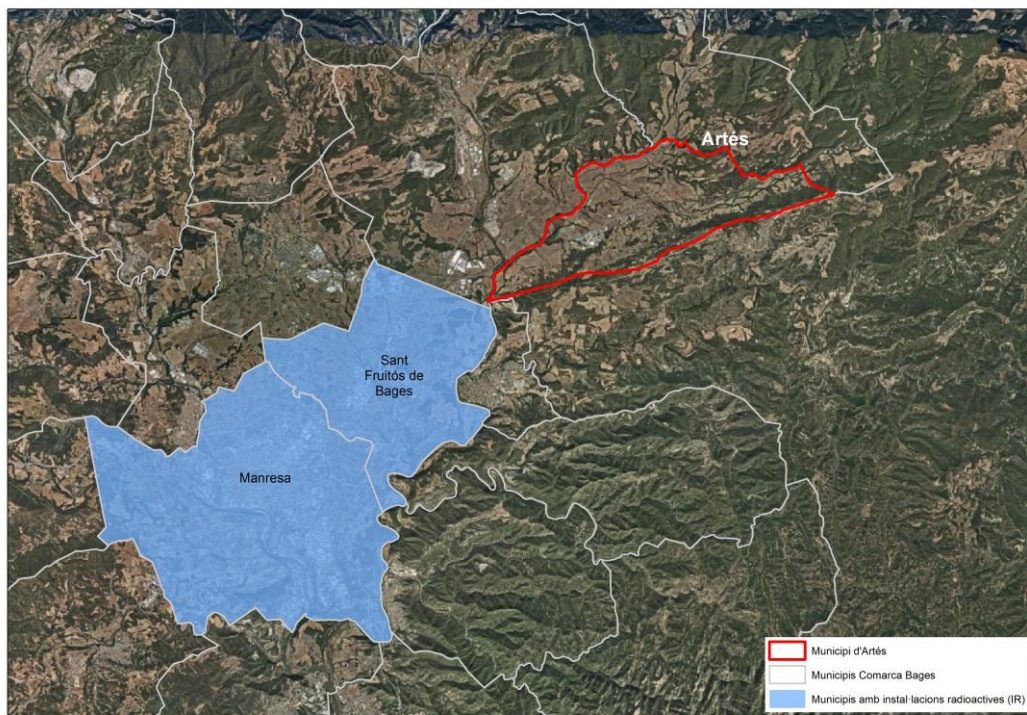 Artés
Sant
Fruitós de
Bages
Manresa
Municipi d'Artés
Municipis Comarca Bages
Municipis amb instal·lacions radioactives (IR)